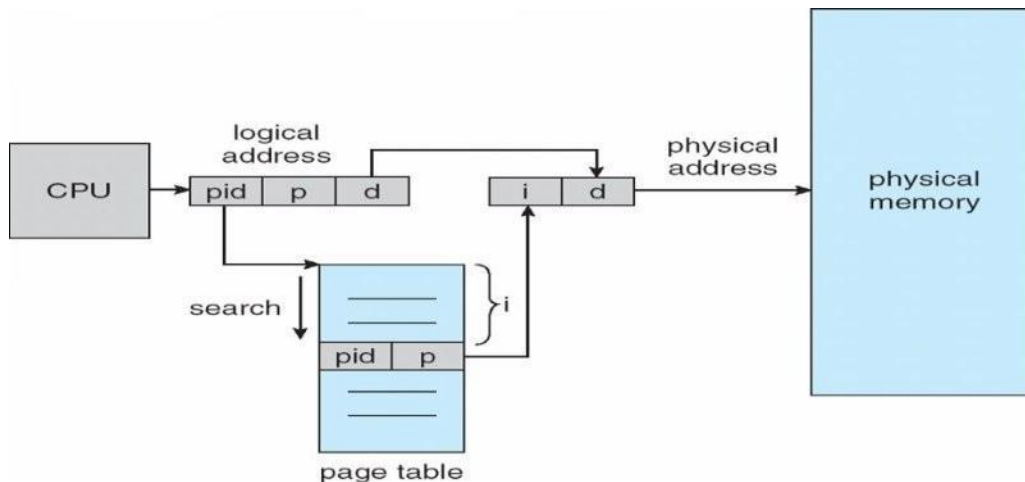 logical
address
physical
address
CPU
pid p d
i d
physical
memory
search
i
pid p
page table